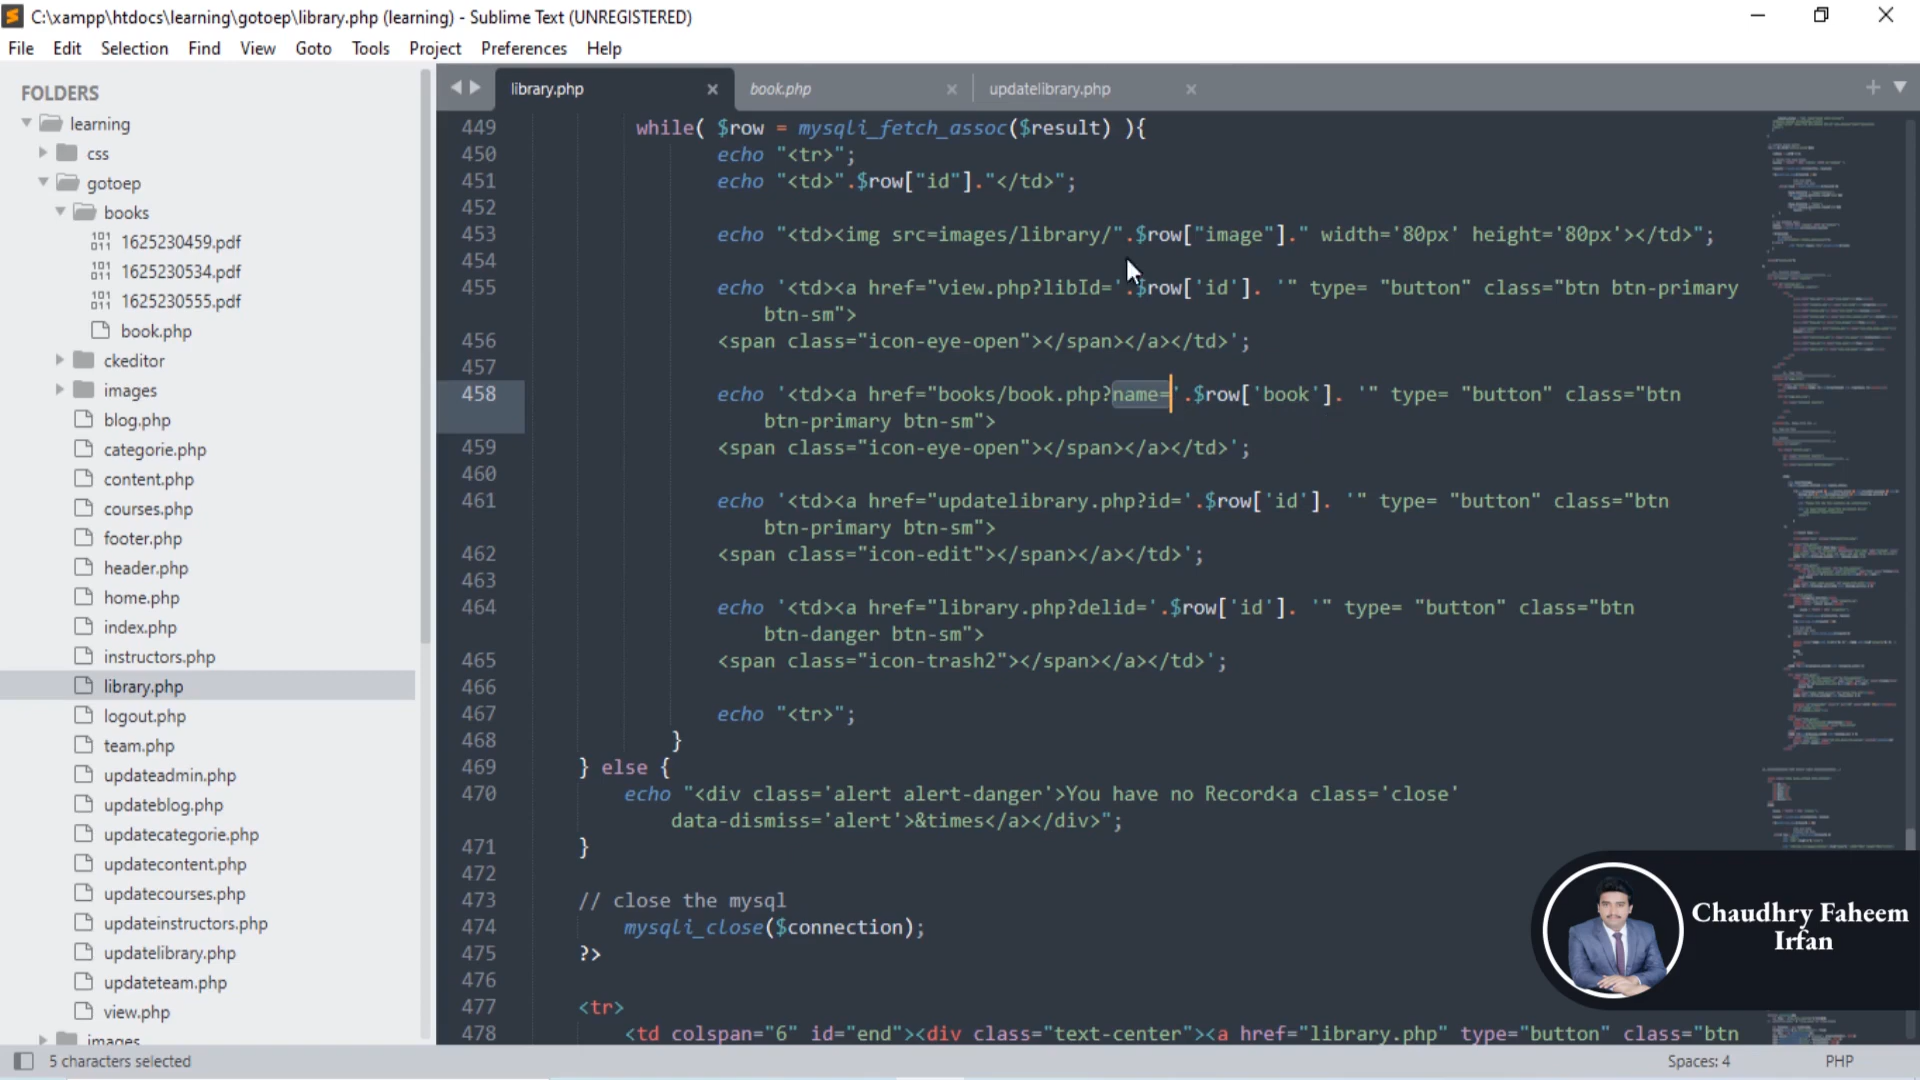 C:\xampp\htdocs\learning\gotoep\library.php (learning) - Sublime Text (UNREGISTERED)
File Edit Selection Find View Goto Tools Project Preferences Help
FOLDERS
learning
css
gotoep
books
1625230459.pdf
1625230534.pdf
1625230555.pdf
book.php
ckeditor
images
blog.php
categorie.php
content.php
courses.php
footer.php
header.php
home.php
index.php
instructors.php
library.php
logout.php
team.php
updateadmin.php
updateblog.php
updatecategorie.php
updatecontent.php
updatecourses.php
updateinstructors.php
updatelibrary.php
updateteam.php
view.php
images
library.php book.php updatelibrary.php
449 while( $row = mysqli_fetch_assoc($result) ){
450 echo "<tr>";
451 echo "<td>".$row["id"]."</td>";
452
453 echo "<td><img src=images/library/".$row["image"]." width='80px' height='80px'></td>";
454
455 echo '<td><a href="view.php?libId='.$row['id']. '" type= "button" class="btn btn-primary
btn-sm">
456 <span class="icon-eye-open"></span></a></td>';
457
458 echo '<td><a href="books/book.php?name='.$row['book']. '" type= "button" class="btn
btn-primary btn-sm">
459 <span class="icon-eye-open"></span></a></td>';
460
461 echo '<td><a href="updatelibrary.php?id='.$row['id']. '" type= "button" class="btn
btn-primary btn-sm">
462 <span class="icon-edit"></span></a></td>';
463
464 echo '<td><a href="library.php?delid='.$row['id']. '" type= "button" class="btn
btn-danger btn-sm">
465 <span class="icon-trash2"></span></a></td>';
466
467 echo "<tr>";
468 }
469 } else {
470 echo "<div class='alert alert-danger'>You have no Record<a class='close'
data-dismiss='alert'>&times</a></div>";
471 }
472
473 // close the mysql
474 mysqli_close($connection);
475 ?>
476
477 <tr>
478 <td colspan="6" id="end"><div class="text-center"><a href="library.php" type="button" class="btn
Chaudhry Faheem
Irfan
5 characters selected Spaces: 4 PHP